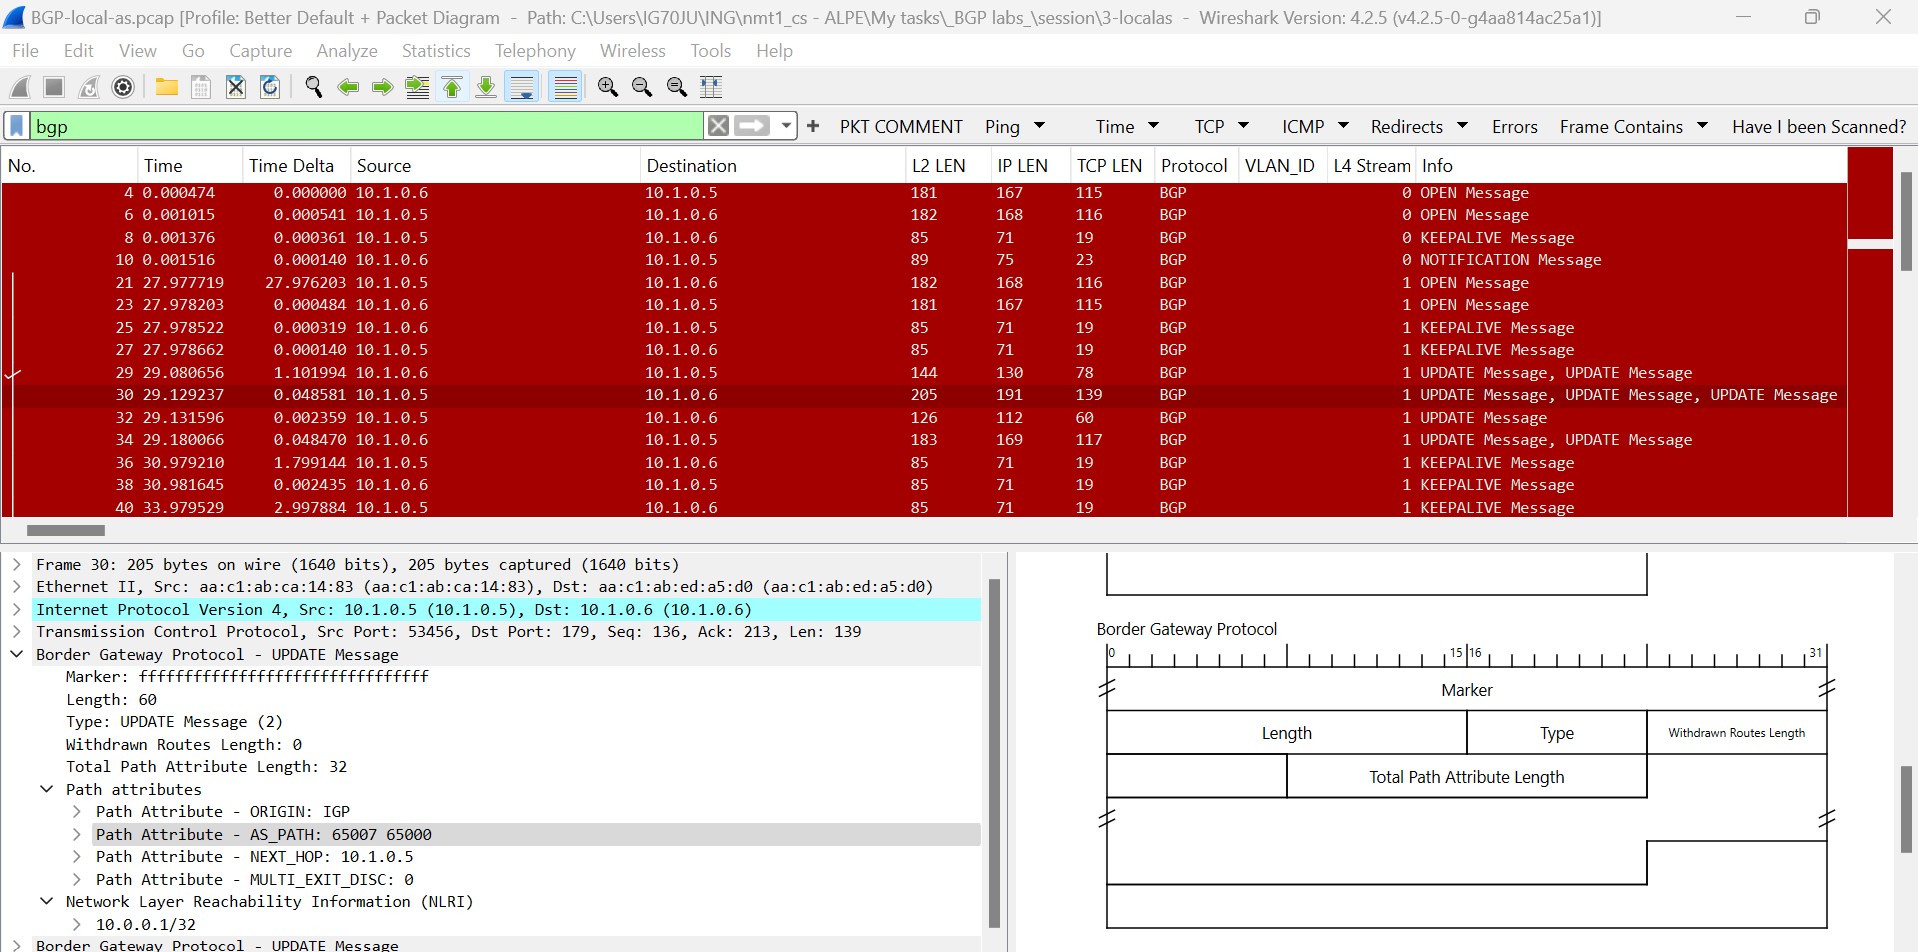 BGP-local-as.pcap [Profile: Better Default + Packet Diagram - Path: C:\Users\IG70JU\ING\nmt1_cs - ALPE\My tasks\_BGP labs_\session\3-localas - Wireshark Version: 4.2.5 (v4.2.5-0-g4aa814ac25a1)]
File Edit View Go Capture Analyze Statistics Telephony Wireless Tools Help
bgp + PKT COMMENT Ping Time TCP ICMP Redirects Errors Frame Contains Have I been Scanned?
No. Time Time Delta Source Destination L2 LEN IP LEN TCP LEN Protocol VLAN_ID L4 Stream Info
4 0.000474 0.000000 10.1.0.6 10.1.0.5 181 167 115 BGP 0 OPEN Message
6 0.001015 0.000541 10.1.0.5 10.1.0.6 182 168 116 BGP 0 OPEN Message
8 0.001376 0.000361 10.1.0.5 10.1.0.6 85 71 19 BGP 0 KEEPALIVE Message
10 0.001516 0.000140 10.1.0.6 10.1.0.5 89 75 23 BGP 0 NOTIFICATION Message
21 27.977719 27.976203 10.1.0.5 10.1.0.6 182 168 116 BGP 1 OPEN Message
23 27.978203 0.000484 10.1.0.6 10.1.0.5 181 167 115 BGP 1 OPEN Message
25 27.978522 0.000319 10.1.0.6 10.1.0.5 85 71 19 BGP 1 KEEPALIVE Message
27 27.978662 0.000140 10.1.0.5 10.1.0.6 85 71 19 BGP 1 KEEPALIVE Message
29 29.080656 1.101994 10.1.0.6 10.1.0.5 144 130 78 BGP 1 UPDATE Message, UPDATE Message
30 29.129237 0.048581 10.1.0.5 10.1.0.6 205 191 139 BGP 1 UPDATE Message, UPDATE Message, UPDATE Message
32 29.131596 0.002359 10.1.0.5 10.1.0.6 126 112 60 BGP 1 UPDATE Message
34 29.180066 0.048470 10.1.0.6 10.1.0.5 183 169 117 BGP 1 UPDATE Message, UPDATE Message
36 30.979210 1.799144 10.1.0.5 10.1.0.6 85 71 19 BGP 1 KEEPALIVE Message
38 30.981645 0.002435 10.1.0.6 10.1.0.5 85 71 19 BGP 1 KEEPALIVE Message
40 33.979529 2.997884 10.1.0.5 10.1.0.6 85 71 19 BGP 1 KEEPALIVE Message
Frame 30: 205 bytes on wire (1640 bits), 205 bytes captured (1640 bits)
Ethernet II, Src: aa:c1:ab:ca:14:83 (aa:c1:ab:ca:14:83), Dst: aa:c1:ab:ed:a5:d0 (aa:c1:ab:ed:a5:d0)
Internet Protocol Version 4, Src: 10.1.0.5 (10.1.0.5), Dst: 10.1.0.6 (10.1.0.6)
Transmission Control Protocol, Src Port: 53456, Dst Port: 179, Seq: 136, Ack: 213, Len: 139
Border Gateway Protocol - UPDATE Message
Marker: ffffffffffffffffffffffffffffffff
Length: 60
Type: UPDATE Message (2)
Withdrawn Routes Length: 0
Total Path Attribute Length: 32
Path attributes
Path Attribute - ORIGIN: IGP
Path Attribute - AS_PATH: 65007 65000
Path Attribute - NEXT_HOP: 10.1.0.5
Path Attribute - MULTI_EXIT_DISC: 0
Network Layer Reachability Information (NLRI)
10.0.0.1/32
Border Gateway Protocol - UPDATE Message
Border Gateway Protocol
0 15 16 31
Marker
Length Type Withdrawn Routes Length
Total Path Attribute Length